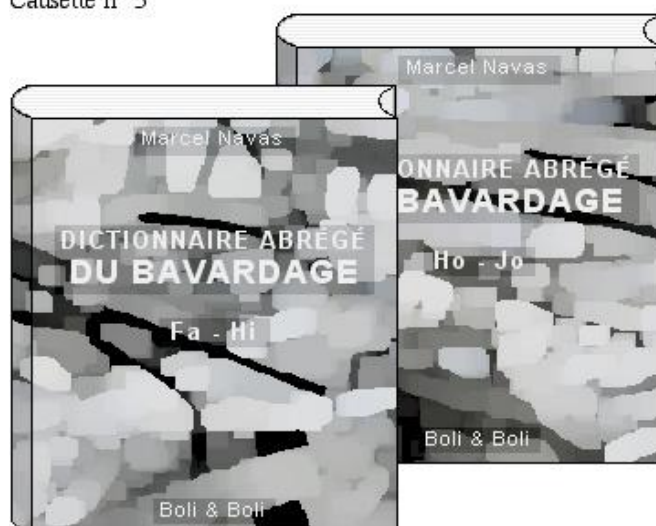 Causette n° 5
Marcel Navas
DICTIONNAIRE ABRÉGÉ
DU BAVARDAGE
Fa - Hi
Boli & Boli
Marcel Navas
ONNAIRE ABRÉGÉ
BAVARDAGE
Ho - Jo
Boli & Boli